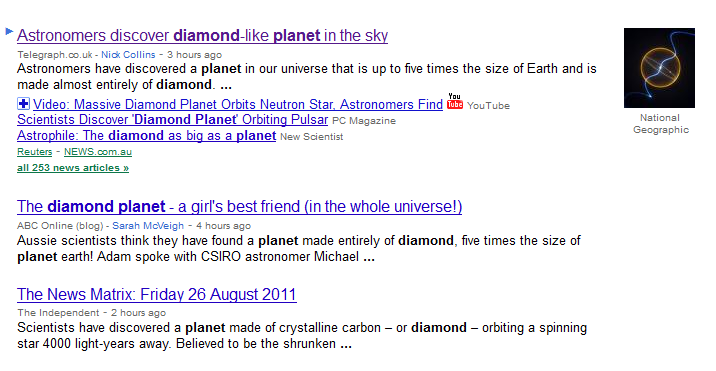 Astronomers discover diamond-like planet in the sky
Telegraph.co.uk - Nick Collins - 3 hours ago
Astronomers have discovered a planet in our universe that is up to five times the size of Earth and is
made almost entirely of diamond. ...
Video: Massive Diamond Planet Orbits Neutron Star, Astronomers Find You Tube YouTube
Scientists Discover 'Diamond Planet' Orbiting Pulsar PC Magazine
Astrophile: The diamond as big as a planet New Scientist
Reuters - NEWS.com.au
all 253 news articles »
National
Geographic
The diamond planet - a girl's best friend (in the whole universe!)
ABC Online (blog) - Sarah McVeigh - 4 hours ago
Aussie scientists think they have found a planet made entirely of diamond, five times the size of
planet earth! Adam spoke with CSIRO astronomer Michael ...
The News Matrix: Friday 26 August 2011
The Independent - 2 hours ago
Scientists have discovered a planet made of crystalline carbon – or diamond – orbiting a spinning
star 4000 light-years away. Believed to be the shrunken ...